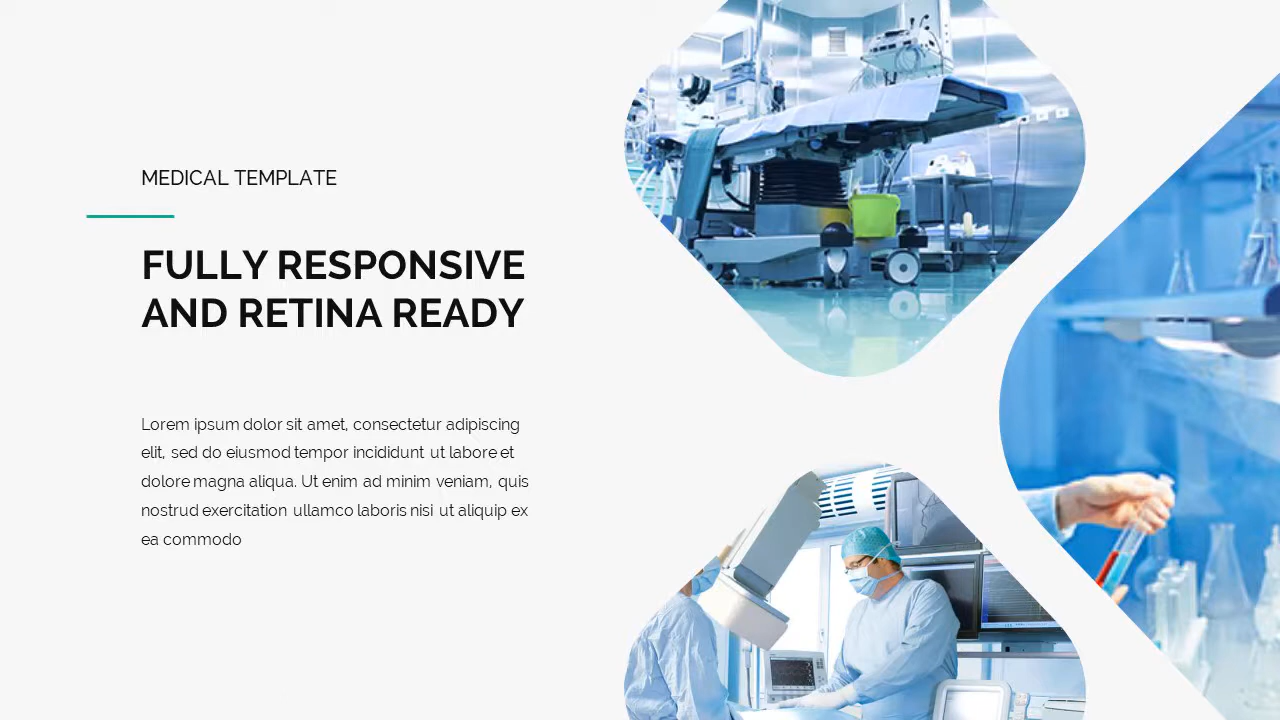 MEDICAL TEMPLATE
FULLY RESPONSIVE
AND RETINA READY
Lorem ipsum dolor sit amet, consectetur adipiscing
elit, sed do eiusmod tempor incididunt ut labore et
dolore magna aliqua. Ut enim ad minim veniam, quis
nostrud exercitation ullamco laboris nisi ut aliquip ex
ea commodo